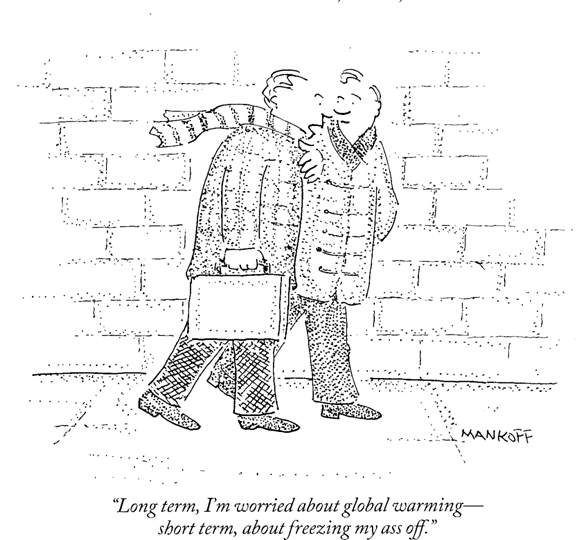 MANKOFF
“Long term, I'm worried about global warming—
short term, about freezing my ass off.”